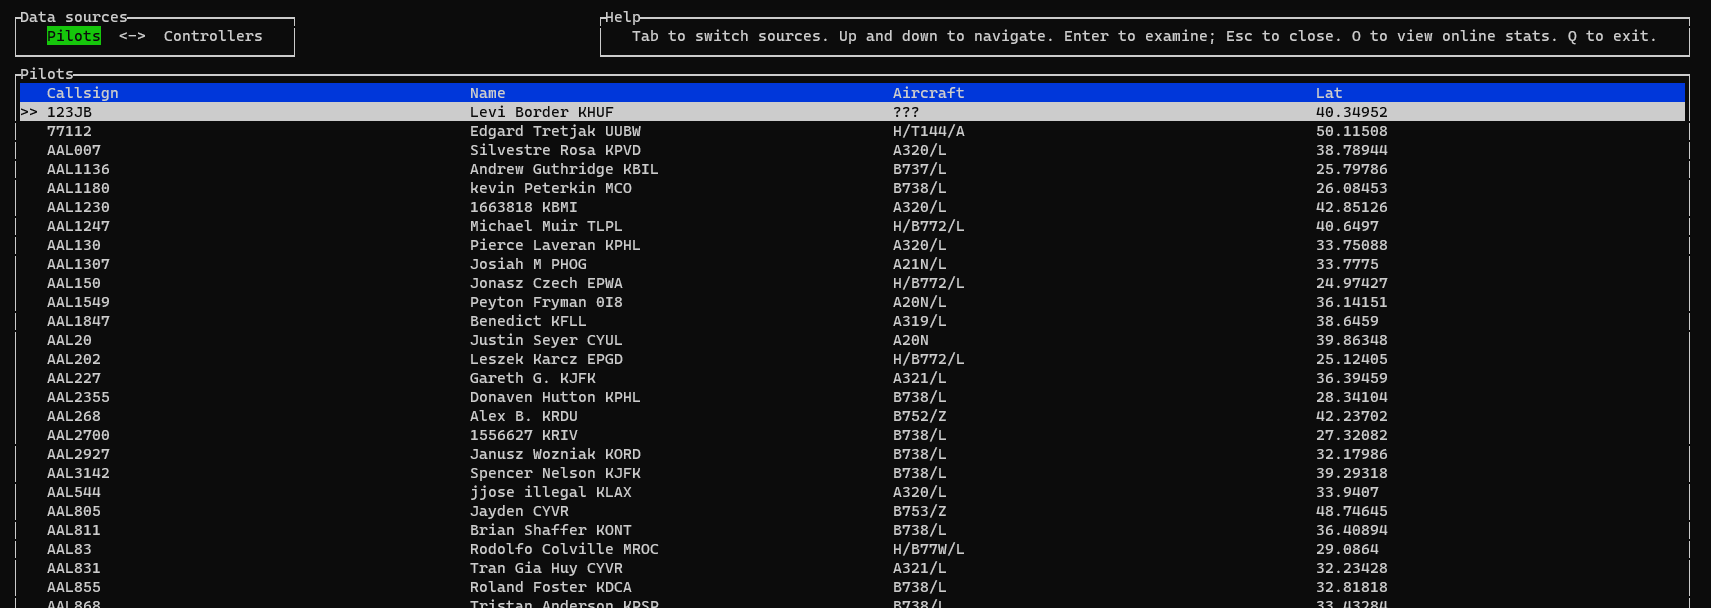 Data sources
Pilots <-> Controllers
Help
Tab to switch sources. Up and down to navigate. Enter to examine; Esc to close. O to view online stats. Q to exit.
Pilots
Callsign Name Aircraft Lat
>> 123JB Levi Border KHUF ??? 40.34952
77112 Edgard Tretjak UUBW H/T144/A 50.11508
AAL007 Silvestre Rosa KPVD A320/L 38.78944
AAL1136 Andrew Guthridge KBIL B737/L 25.79786
AAL1180 kevin Peterkin MCO B738/L 26.08453
AAL1230 1663818 KBMI A320/L 42.85126
AAL1247 Michael Muir TLPL H/B772/L 40.6497
AAL130 Pierce Laveran KPHL A320/L 33.75088
AAL1307 Josiah M PHOG A21N/L 33.7775
AAL150 Jonasz Czech EPWA H/B772/L 24.97427
AAL1549 Peyton Fryman 0I8 A20N/L 36.14151
AAL1847 Benedict KFLL A319/L 38.6459
AAL20 Justin Seyer CYUL A20N 39.86348
AAL202 Leszek Karcz EPGD H/B772/L 25.12405
AAL227 Gareth G. KJFK A321/L 36.39459
AAL2355 Donaven Hutton KPHL B738/L 28.34104
AAL268 Alex B. KRDU B752/Z 42.23702
AAL2700 1556627 KRIV B738/L 27.32082
AAL2927 Janusz Wozniak KORD B738/L 32.17986
AAL3142 Spencer Nelson KJFK B738/L 39.29318
AAL544 jjose illegal KLAX A320/L 33.9407
AAL805 Jayden CYVR B753/Z 48.74645
AAL811 Brian Shaffer KONT B738/L 36.40894
AAL83 Rodolfo Colville MROC H/B77W/L 29.0864
AAL831 Tran Gia Huy CYVR A321/L 32.23428
AAL855 Roland Foster KDCA B738/L 32.81818
AAL868 Tristan Anderson KPSP B738/L 33.43284